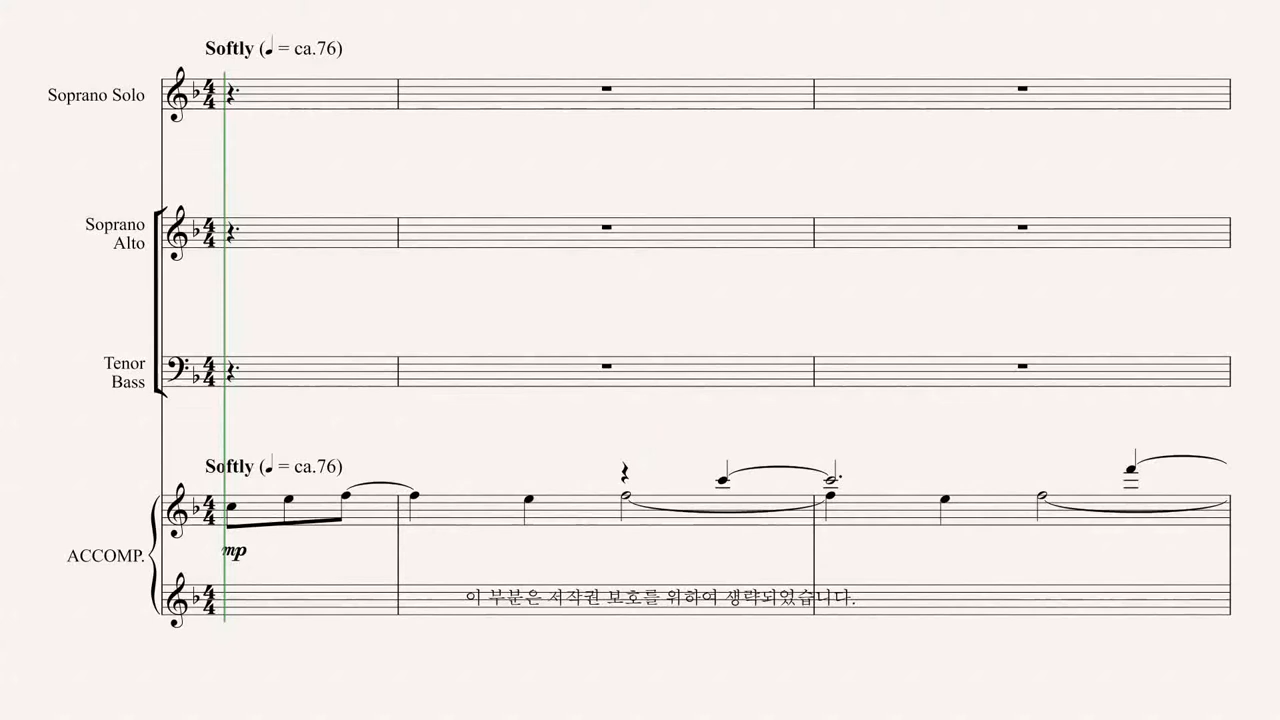 Softly (♩ = ca.76)
Soprano Solo
Soprano
Alto
Tenor
Bass
Softly (♩ = ca.76)
mp
ACCOMP.
이 부분은 저작권 보호를 위하여 생략되었습니다.